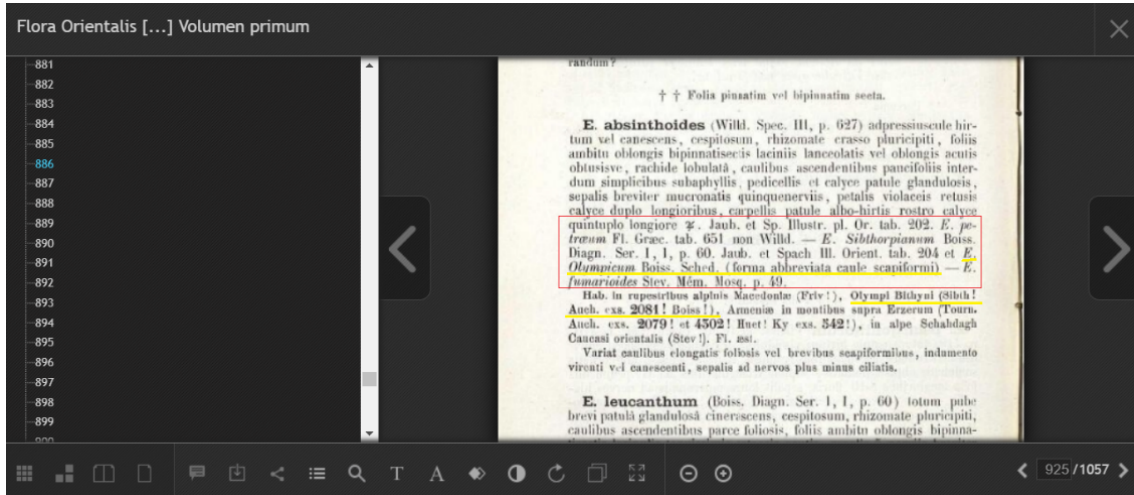 Flora Orientalis [...] Volumen primum
881
882
883
884
885
886
887
888
889
890
891
892
893
894
895
896
897
898
899
randum?
† † Folia pinnatim vel bipinnatim secta.
E. absinthoides (Willd. Spec. III, p. 627) adpressiuscule hir-
tum vel canescens, cespitosum, rhizomate crasso pluricipiti, foliis
ambitu oblongis bipinnatisectis laciniis lanceolatis vel oblongis acutis
obtusisve, rachide lobulatâ, caulibus ascendentibus paucifoliis inter-
dum simplicibus subaphyllis, pedicellis et calyce patule glandulosis,
sepalis breviter mucronatis quinquenerviis, petalis violaceis retusis
calyce duplo longioribus, carpellis patule albo-hirtis rostro calyce
quintuplo longiore ♃. Jaub. et Sp. Illustr. pl. Or. tab. 202. E. pe-
træum Fl. Græc. tab. 651 non Willd. — E. Sibthorpianum Boiss.
Diagn. Ser. I, 1, p. 60. Jaub. et Spach Ill. Orient. tab. 204 et E.
Olympicum Boiss. Sched. (forma abbreviata caule scapiformi) — E.
fumarioides Stev. Mém. Mosq. p. 49.
Hab. in rupestribus alpinis Macedoniæ (Friv!), Olympi Bithyni (Sibth!
Auch. exs. 2081! Boiss!), Armeniæ in montibus supra Erzerum (Tourn.
Auch. exs. 2079! et 4302! Huet! Ky exs. 542!), in alpe Schahdagh
Caucasi orientalis (Stev!). Fl. æst.
Variat caulibus elongatis foliosis vel brevibus scapiformibus, indumento
virenti vel canescenti, sepalis ad nervos plus minus ciliatis.
E. leucanthum (Boiss. Diagn. Ser. I, 1, p. 60) totum pube
brevi patulâ glandulosâ cinerascens, cespitosum, rhizomate pluricipiti,
caulibus ascendentibus parce foliosis, foliis ambitu oblongis bipinna-
T A
925 /1057